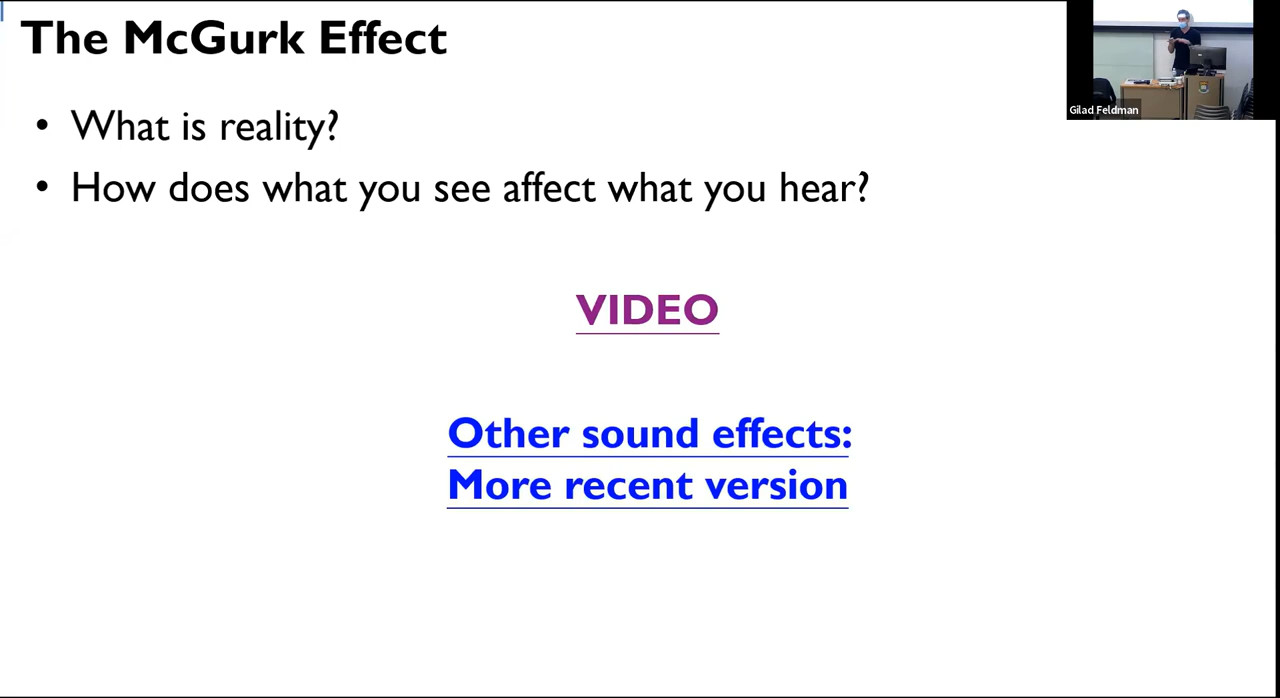 The McGurk Effect
• What is reality?
• How does what you see affect what you hear?
VIDEO
Other sound effects:
More recent version
Gilad Feldman